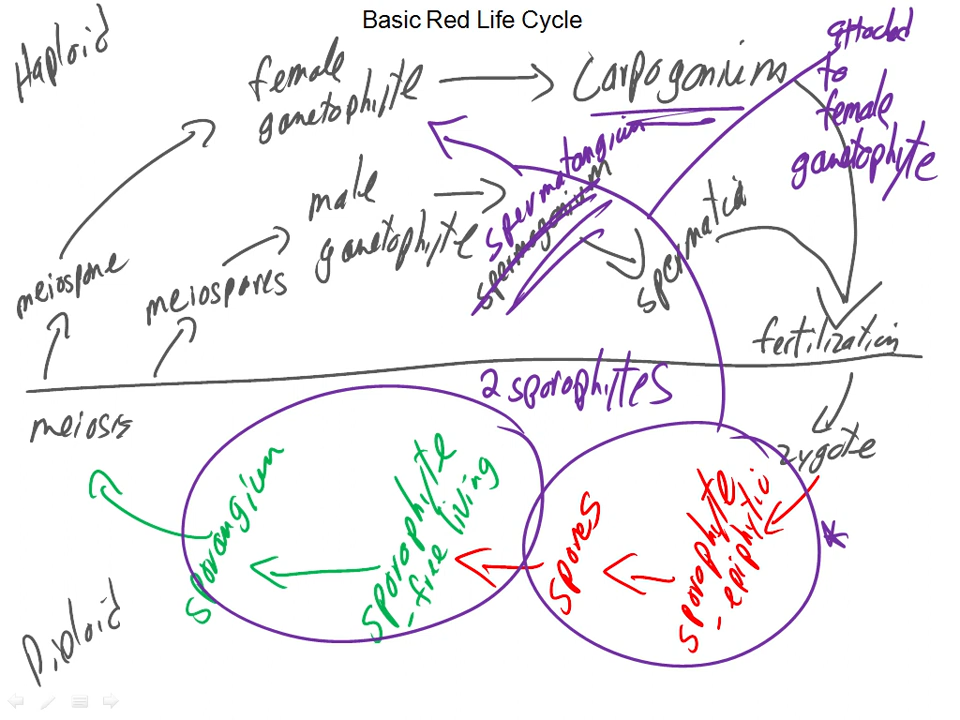 Basic Red Life Cycle
Haploid
female
gametophyte
Carpogonium
attached
to
female
gametophyte
male
gametophyte
spermatangium
spermogonium
spermatia
meiospore
meiospores
fertilization
2 sporophytes
meiosis
zygote
sporangium
sporophyte
- free living
spores
sporophyte
- epiphytic
*
Diploid